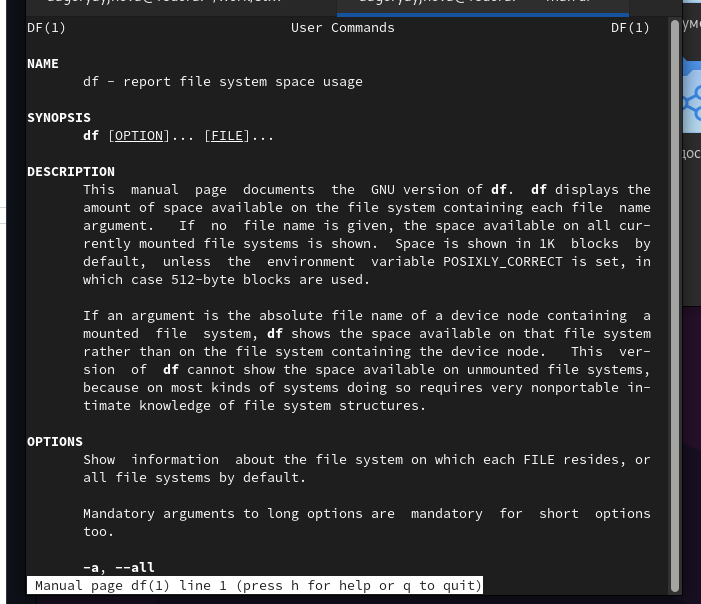 DF(1) User Commands DF(1)
NAME
df - report file system space usage
SYNOPSIS
df [OPTION]... [FILE]...
DESCRIPTION
This manual page documents the GNU version of df. df displays the
amount of space available on the file system containing each file name
argument. If no file name is given, the space available on all cur-
rently mounted file systems is shown. Space is shown in 1K blocks by
default, unless the environment variable POSIXLY_CORRECT is set, in
which case 512-byte blocks are used.
If an argument is the absolute file name of a device node containing a
mounted file system, df shows the space available on that file system
rather than on the file system containing the device node. This ver-
sion of df cannot show the space available on unmounted file systems,
because on most kinds of systems doing so requires very nonportable in-
timate knowledge of file system structures.
OPTIONS
Show information about the file system on which each FILE resides, or
all file systems by default.
Mandatory arguments to long options are mandatory for short options
too.
-a, --all
Manual page df(1) line 1 (press h for help or q to quit)